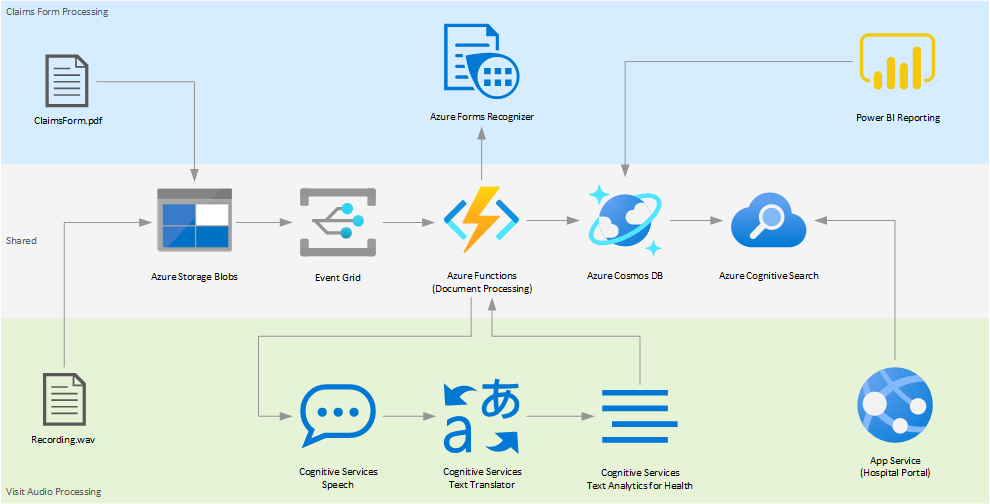 Claims Form Processing
ClaimsForm.pdf
Azure Forms Recognizer
Power BI Reporting
Shared
Azure Storage Blobs
Event Grid
Azure Functions
(Document Processing)
Azure Cosmos DB
Azure Cognitive Search
Recording.wav
Cognitive Services
Speech
Cognitive Services
Text Translator
Cognitive Services
Text Analytics for Health
App Service
(Hospital Portal)
Visit Audio Processing
a
あ